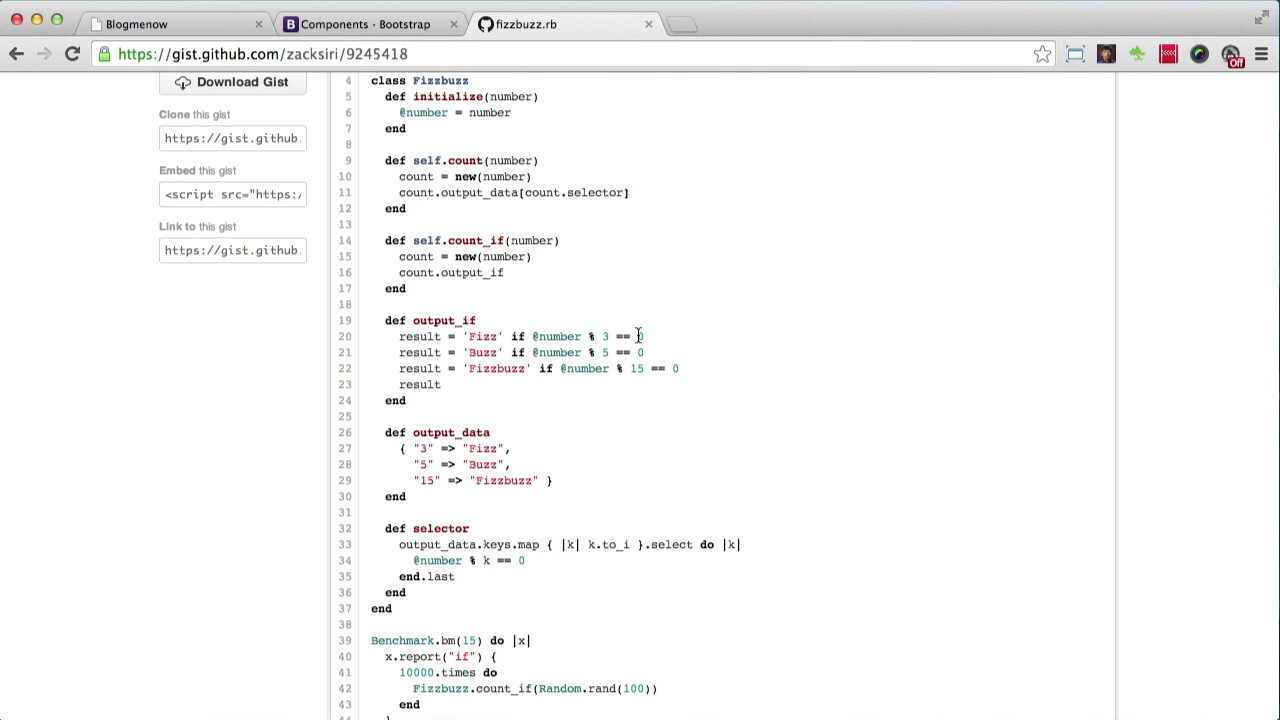 Blogmenow
Components · Bootstrap
fizzbuzz.rb
https://gist.github.com/zacksiri/9245418
Off
Download Gist
Clone this gist
https://gist.github.
Embed this gist
<script src="https:/
Link to this gist
https://gist.github.
4 class Fizzbuzz
5   def initialize(number)
6     @number = number
7   end
8
9   def self.count(number)
10     count = new(number)
11     count.output_data[count.selector]
12   end
13
14   def self.count_if(number)
15     count = new(number)
16     count.output_if
17   end
18
19   def output_if
20     result = 'Fizz' if @number % 3 == 0
21     result = 'Buzz' if @number % 5 == 0
22     result = 'Fizzbuzz' if @number % 15 == 0
23     result
24   end
25
26   def output_data
27     { "3" => "Fizz",
28       "5" => "Buzz",
29       "15" => "Fizzbuzz" }
30   end
31
32   def selector
33     output_data.keys.map { |k| k.to_i }.select do |k|
34       @number % k == 0
35     end.last
36   end
37 end
38
39 Benchmark.bm(15) do |x|
40   x.report("if") {
41     10000.times do
42       Fizzbuzz.count_if(Random.rand(100))
43     end